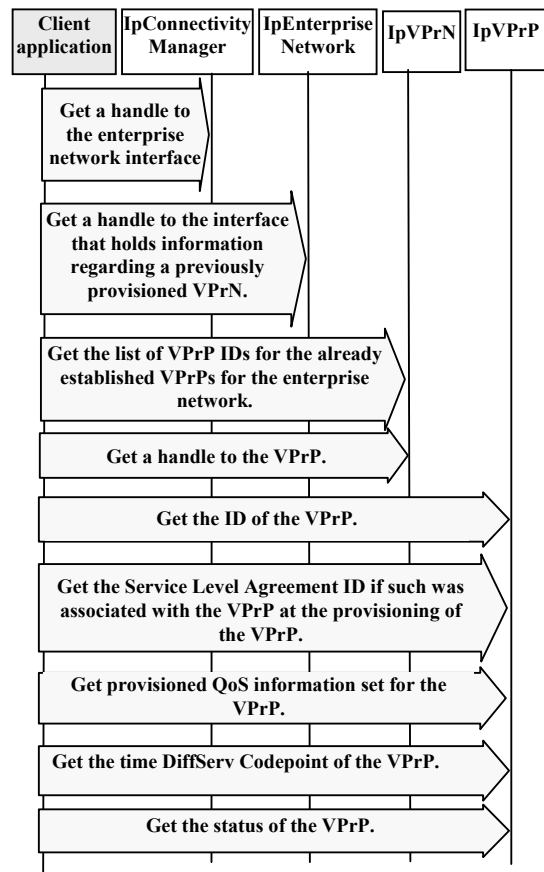 Client
application
IpConnectivity
Manager
IpEnterprise
Network
IpVPrN
IpVPrP
Get a handle to
the enterprise
network interface
Get a handle to the interface
that holds information
regarding a previously
provisioned VPrN.
Get the list of VPrP IDs for the already
established VPrPs for the enterprise
network.
Get a handle to the VPrP.
Get the ID of the VPrP.
Get the Service Level Agreement ID if such was
associated with the VPrP at the provisioning of
the VPrP.
Get provisioned QoS information set for the
VPrP.
Get the time DiffServ Codepoint of the VPrP.
Get the status of the VPrP.